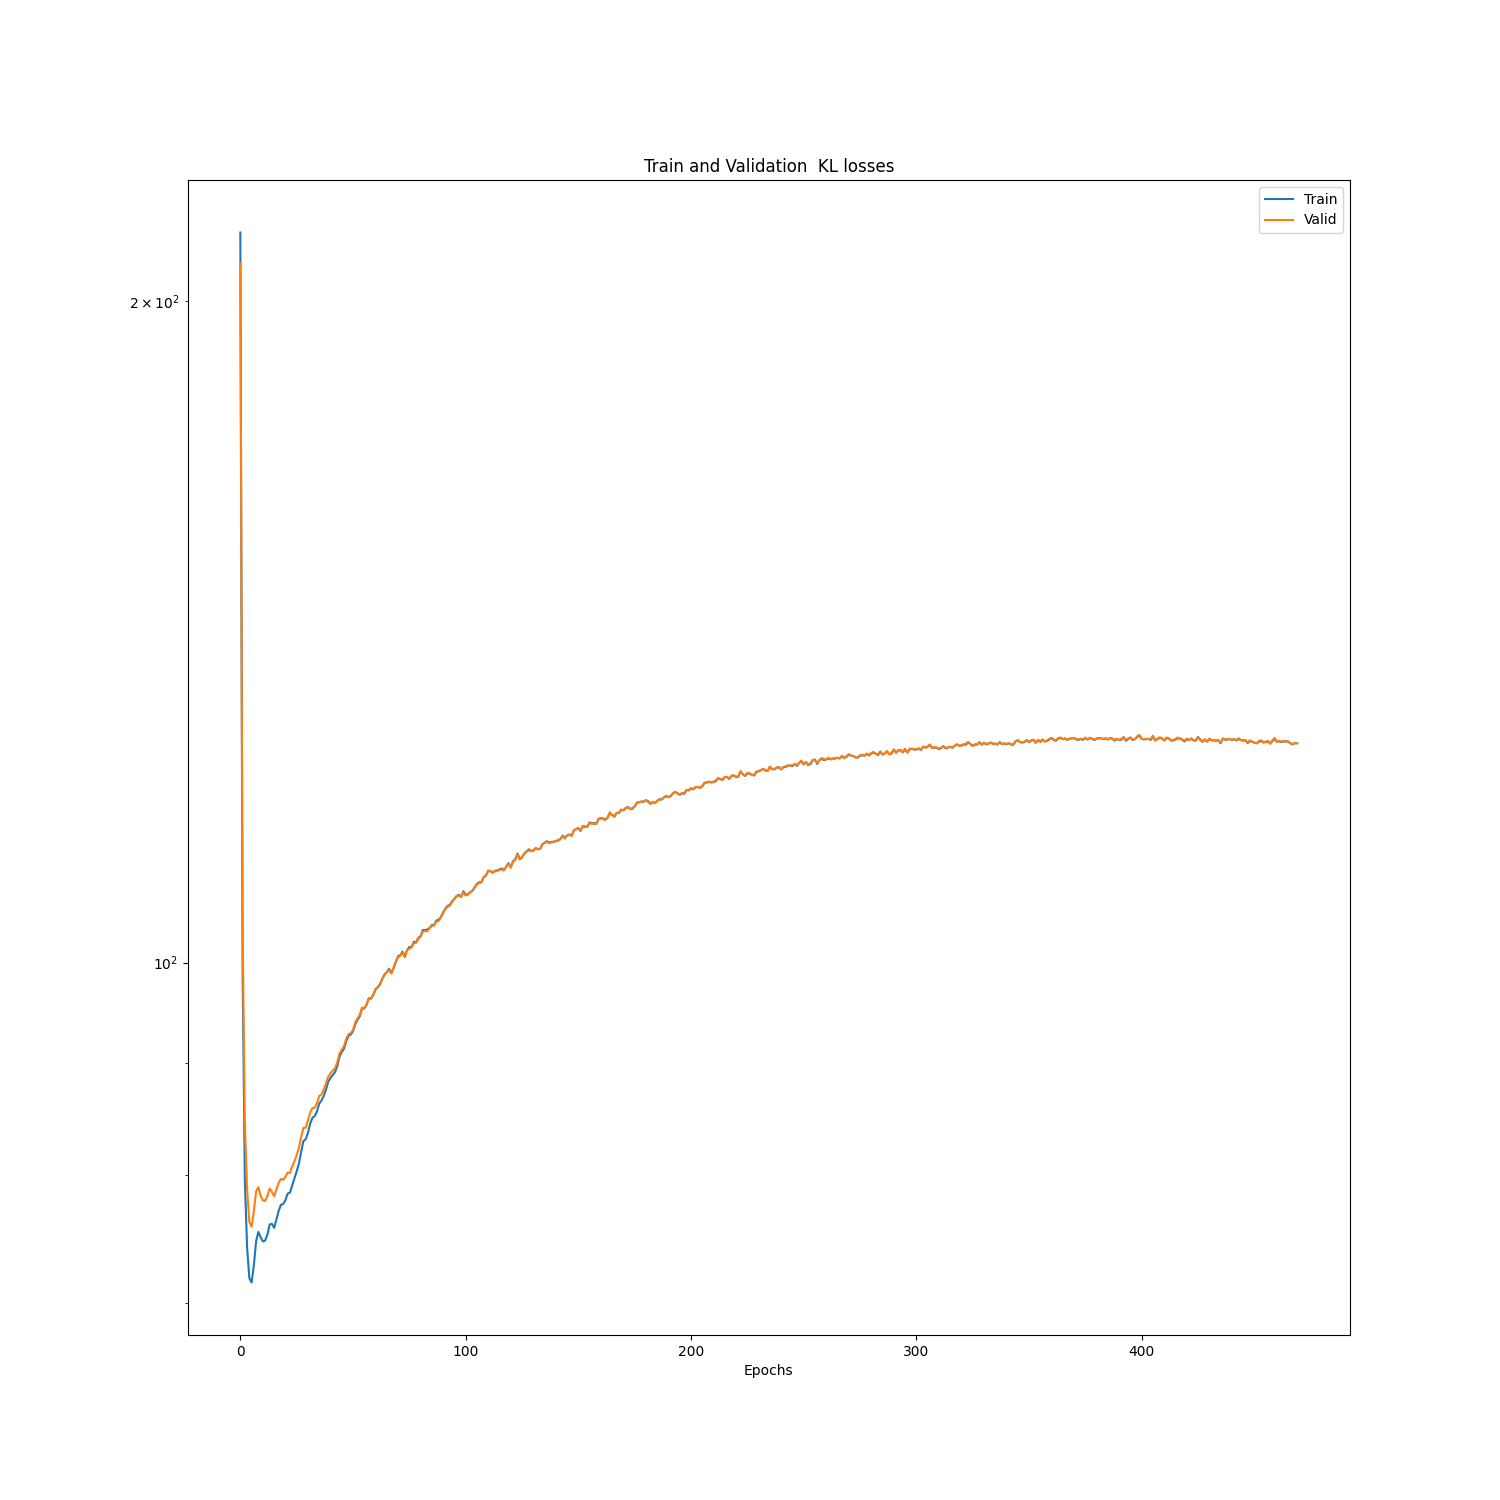 Train and Validation  KL losses
Train
Valid
2 × 10²
10²
0
100
200
300
400
Epochs